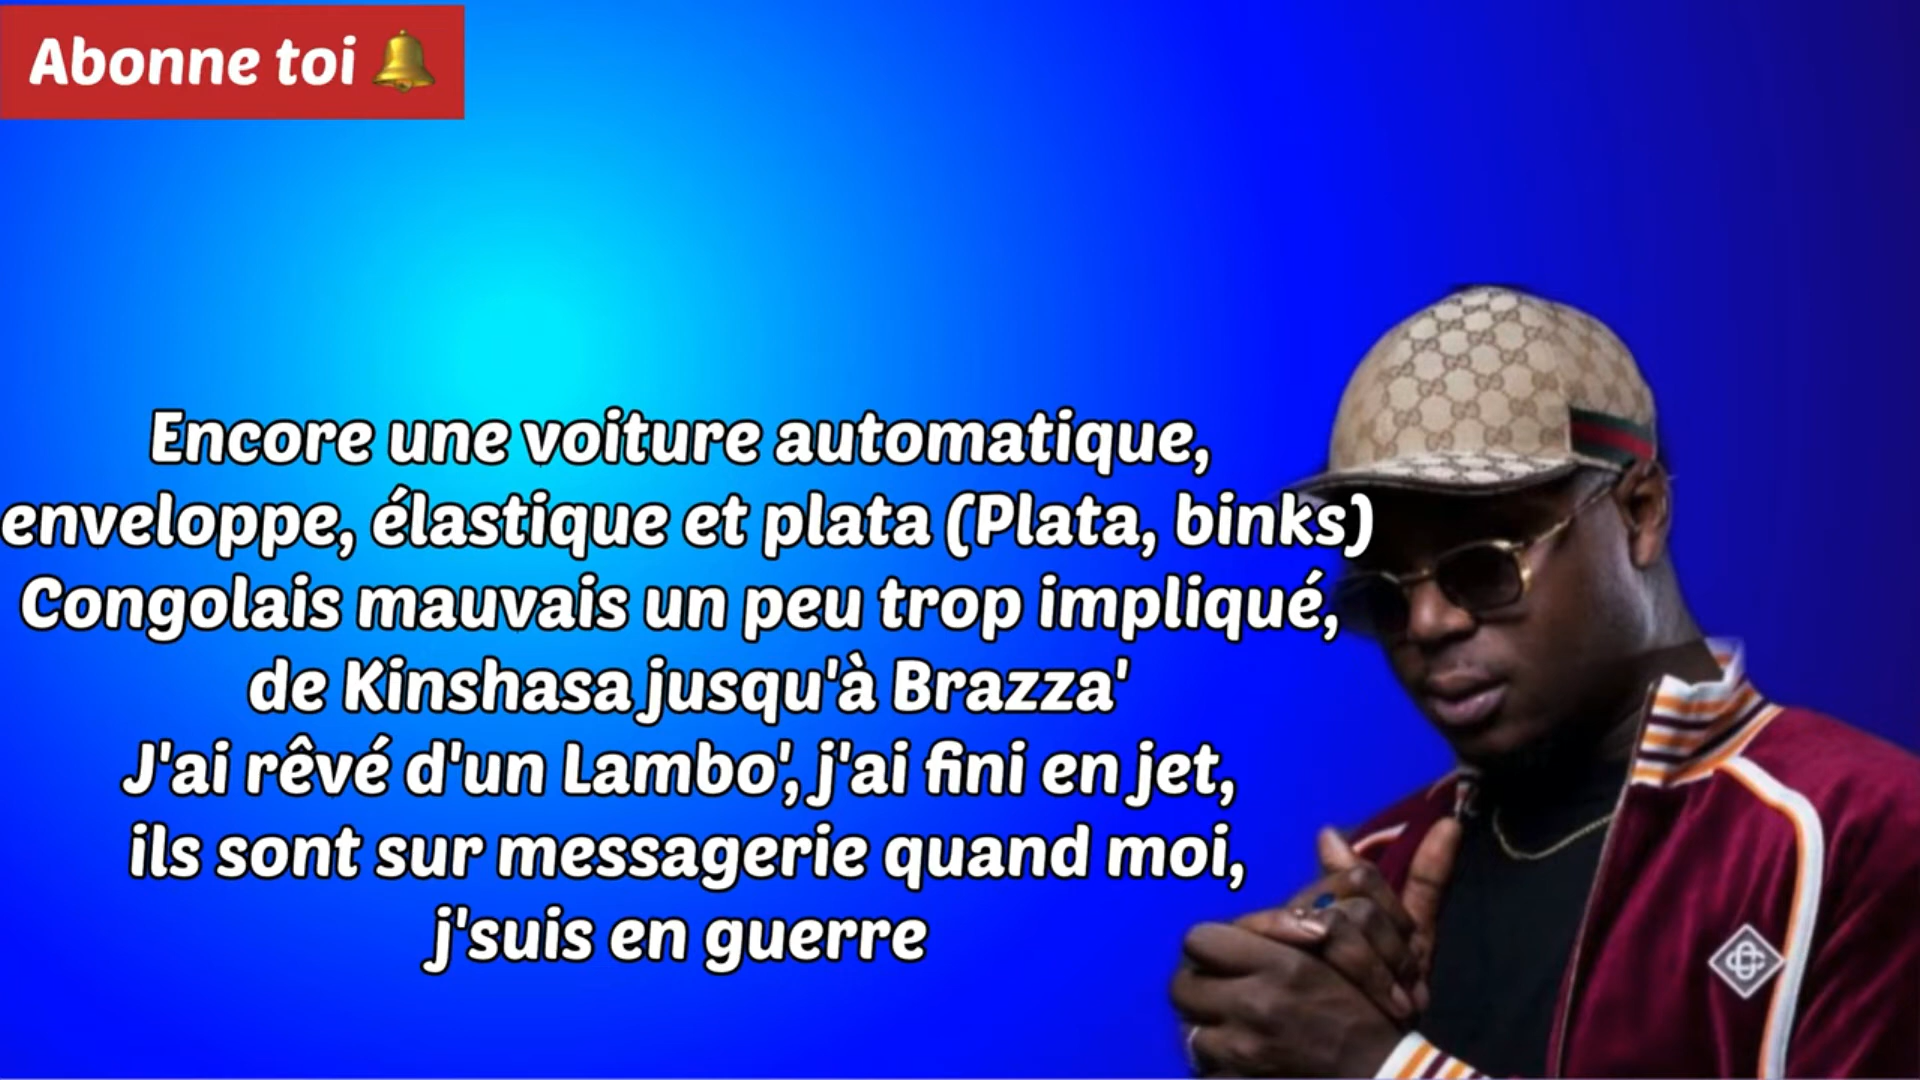 Abonne toi 🔔
Encore une voiture automatique,
enveloppe, élastique et plata (Plata, binks)
Congolais mauvais un peu trop impliqué,
de Kinshasa jusqu'à Brazza'
J'ai rêvé d'un Lambo', j'ai fini en jet,
ils sont sur messagerie quand moi,
j'suis en guerre